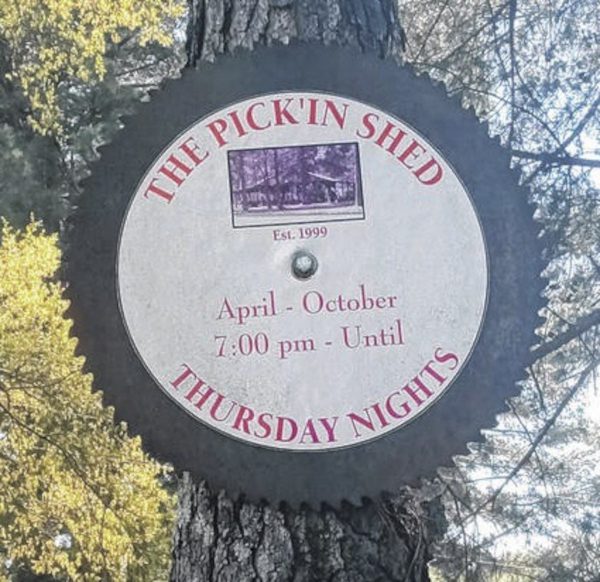 THE PICK'IN SHED
Est. 1999
April - October
7:00 pm - Until
THURSDAY NIGHTS